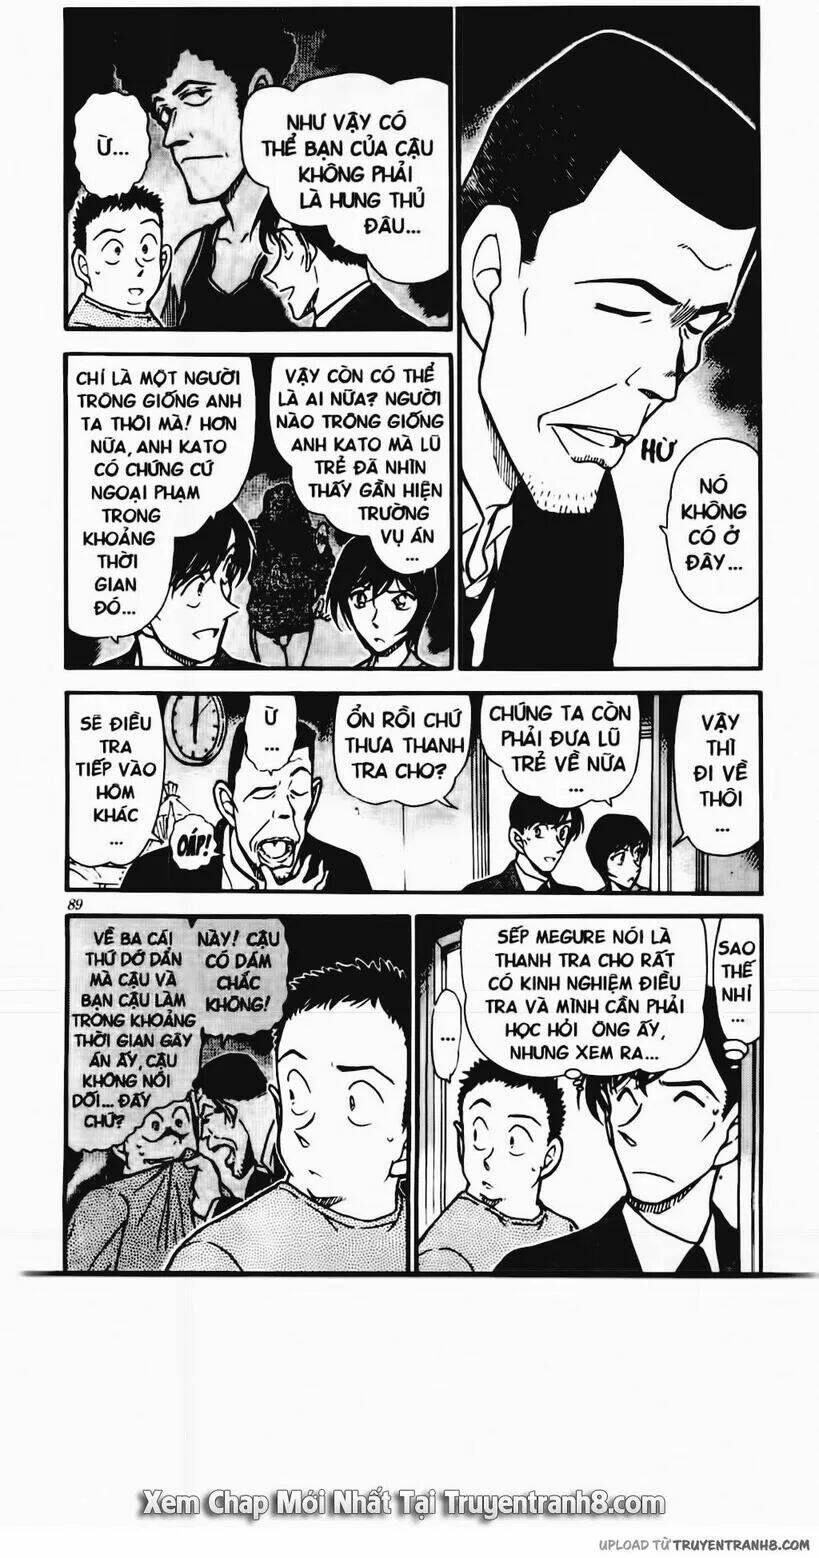 NÓ
KHÔNG
CÓ Ở
ĐÂY...
HỪ
NHƯ VẬY CÓ
THỂ BẠN CỦA CẬU
KHÔNG PHẢI
LÀ HUNG THỦ
ĐÂU...
Ừ...
VẬY CÒN CÓ THỂ
LÀ AI NỮA? NGƯỜI
NÀO TRÔNG GIỐNG
ANH KATO MÀ LŨ
TRẺ ĐÃ NHÌN
THẤY GẦN HIỆN
TRƯỜNG
VỤ ÁN
...
CHỈ LÀ MỘT NGƯỜI
TRÔNG GIỐNG ANH
TA THÔI MÀ! HƠN
NỮA, ANH KATO
CÓ CHỨNG CỨ
NGOẠI PHẠM
TRONG
KHOẢNG
THỜI
GIAN
ĐÓ...
VẬY
THÌ
ĐI VỀ
THÔI
...
CHÚNG TA CÒN
PHẢI ĐƯA LŨ
TRẺ VỀ NỮA
...
ỔN RỒI CHỨ
THƯA THANH
TRA CHO?
Ừ
...
OÁP!
SẼ ĐIỀU
TRA
TIẾP VÀO
HÔM
KHÁC
...
89
SAO
THẾ
NHỈ
...
SẾP MEGURE NÓI LÀ
THANH TRA CHO RẤT
CÓ KINH NGHIỆM ĐIỀU
TRA VÀ MÌNH CẦN PHẢI
HỌC HỎI ÔNG ẤY,
NHƯNG XEM RA...
...
NÀY! CẬU
CÓ DÁM
CHẮC
KHÔNG!
VỀ BA CÁI
THỨ DỞ DẨN
MÀ CẬU VÀ
BẠN CẬU LÀM
TRONG KHOẢNG
THỜI GIAN GÂY
ÁN ẤY, CẬU
KHÔNG NÓI
DỐI... ĐẤY
CHỨ?
Xem Chap Mới Nhất Tại Truyentranh8.com
UPLOAD TỪ TRUYENTRANH8.COM